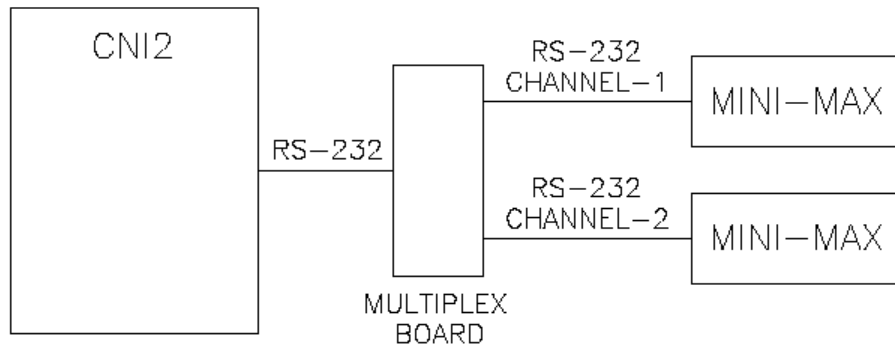 CNI2
RS-232
MULTIPLEX
BOARD
RS-232
CHANNEL-1
MINI-MAX
RS-232
CHANNEL-2
MINI-MAX